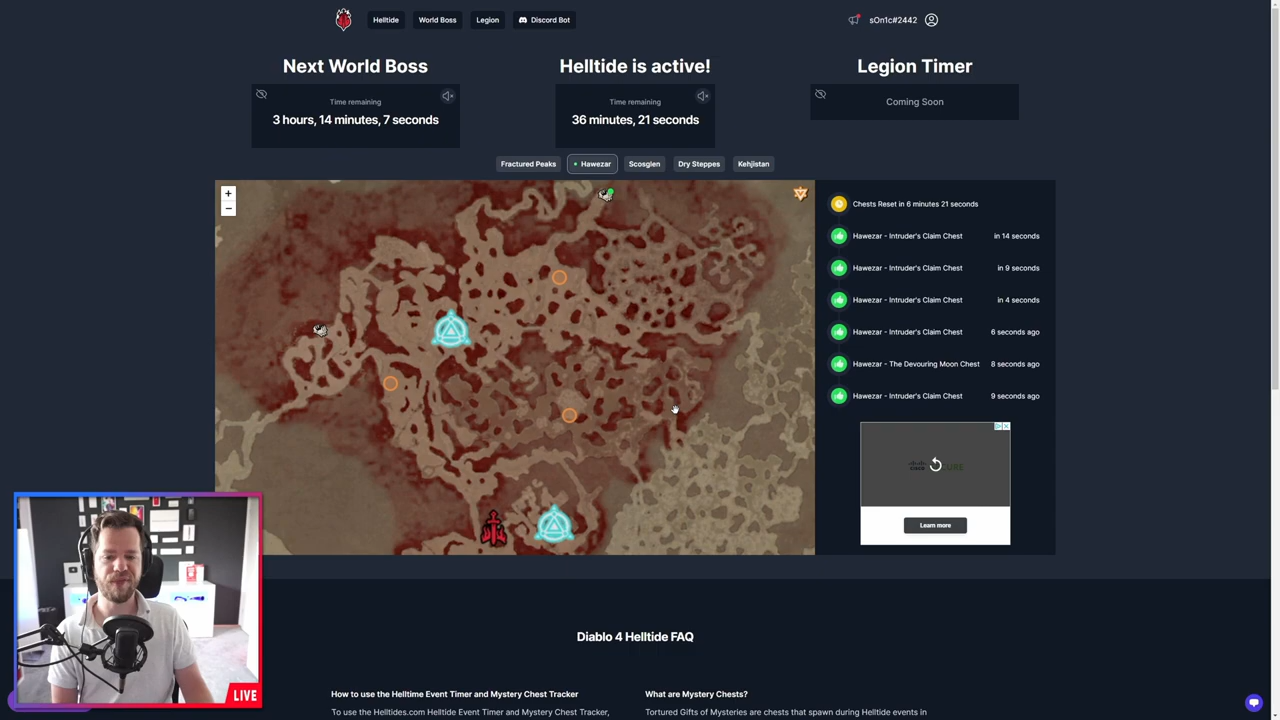 Helltide
World Boss
Legion
Discord Bot
sOn1c#2442
Next World Boss
Time remaining
3 hours, 14 minutes, 7 seconds
Helltide is active!
Time remaining
36 minutes, 21 seconds
Legion Timer
Coming Soon
Fractured Peaks
Hawezar
Scosglen
Dry Steppes
Kehjistan
+
−
Chests Reset in 6 minutes 21 seconds
Hawezar - Intruder's Claim Chest in 14 seconds
Hawezar - Intruder's Claim Chest in 9 seconds
Hawezar - Intruder's Claim Chest in 4 seconds
Hawezar - Intruder's Claim Chest 6 seconds ago
Hawezar - The Devouring Moon Chest 8 seconds ago
Hawezar - Intruder's Claim Chest 9 seconds ago
Learn more
LIVE
Diablo 4 Helltide FAQ
How to use the Helltime Event Timer and Mystery Chest Tracker
To use the Helltides.com Helltide Event Timer and Mystery Chest Tracker,
What are Mystery Chests?
Tortured Gifts of Mysteries are chests that spawn during Helltide events in